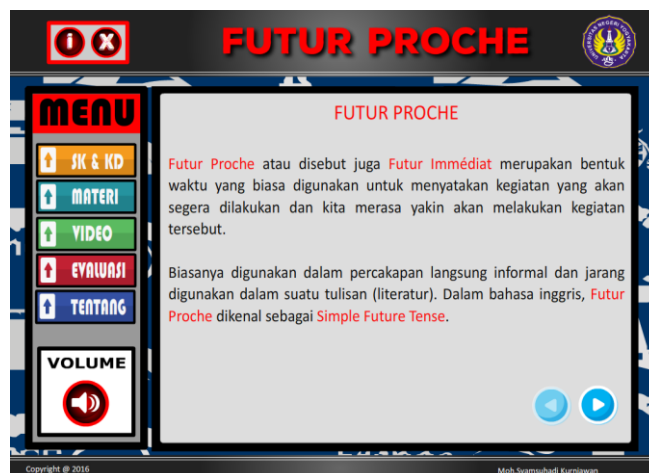 i X
FUTUR PROCHE
MENU
SK & KD
MATERI
VIDEO
EVALUASI
TENTANG
VOLUME
FUTUR PROCHE
Futur Proche atau disebut juga Futur Immédiat merupakan bentuk
waktu yang biasa digunakan untuk menyatakan kegiatan yang akan
segera dilakukan dan kita merasa yakin akan melakukan kegiatan
tersebut.
Biasanya digunakan dalam percakapan langsung informal dan jarang
digunakan dalam suatu tulisan (literatur). Dalam bahasa inggris, Futur
Proche dikenal sebagai Simple Future Tense.
Copyright @ 2016
Moh Syamsuhadi Kurniawan